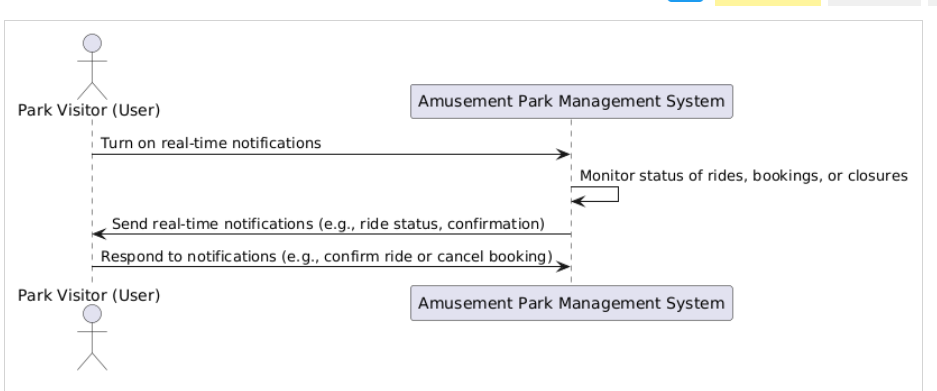 Park Visitor (User)
Amusement Park Management System
Turn on real-time notifications
Monitor status of rides, bookings, or closures
Send real-time notifications (e.g., ride status, confirmation)
Respond to notifications (e.g., confirm ride or cancel booking)
Park Visitor (User)
Amusement Park Management System